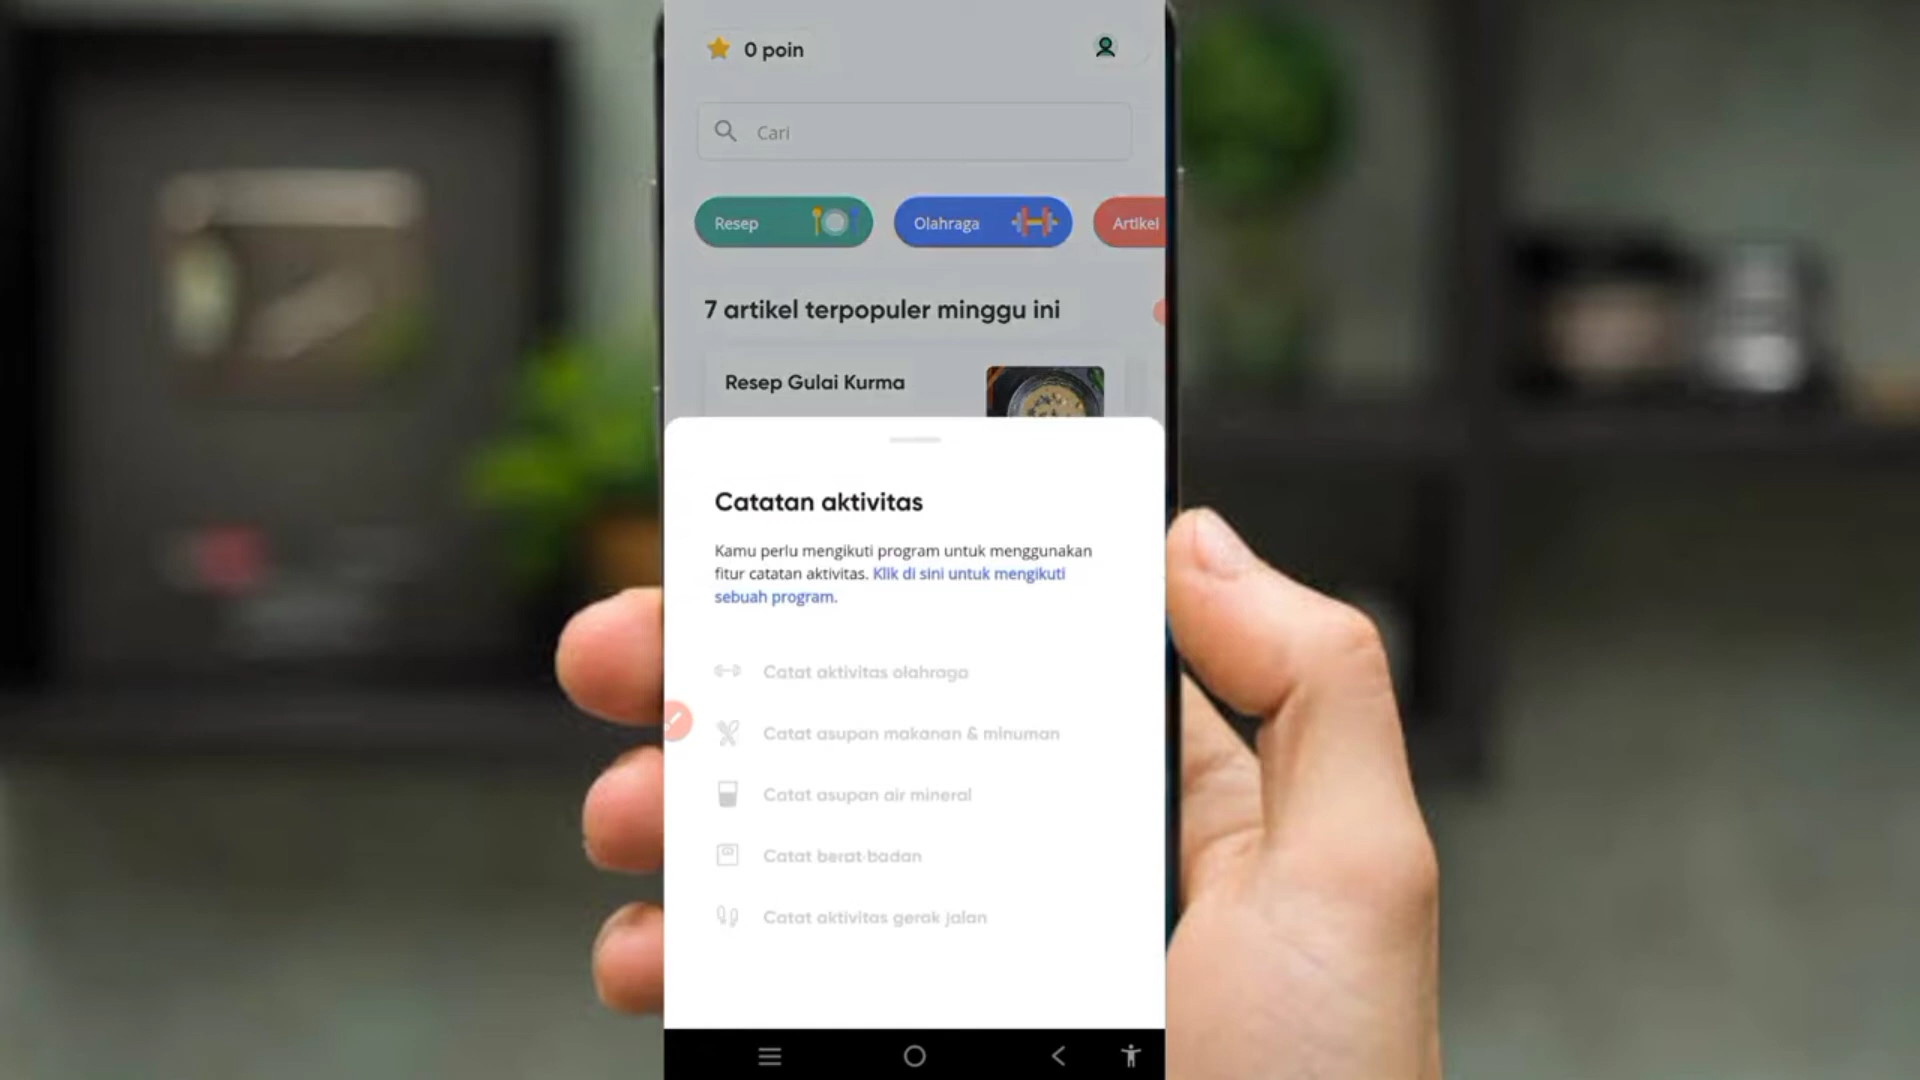 0 poin
Cari
Resep
Olahraga
Artikel
7 artikel terpopuler minggu ini
Resep Gulai Kurma
Catatan aktivitas
Kamu perlu mengikuti program untuk menggunakan
fitur catatan aktivitas. Klik di sini untuk mengikuti
sebuah program.
Catat aktivitas olahraga
Catat asupan makanan & minuman
Catat asupan air mineral
Catat berat badan
Catat aktivitas gerak jalan